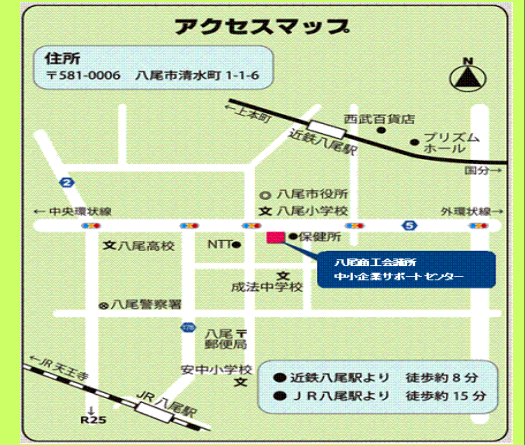 アクセスマップ
住所
〒581-0006 八尾市清水町 1-1-6
N
←上本町
西武百貨店
近鉄八尾駅
プリズム
ホール
国分→
2
八尾市役所
←中央環状線
八尾小学校
5
外環状線→
八尾高校
NTT
保健所
八尾商工会議所
中小企業サポートセンター
成法中学校
八尾警察署
176
八尾〒
郵便局
←JR 天王寺
安中小学校
JR 八尾駅
R25
●近鉄八尾駅より 徒歩約 8 分
●ＪＲ八尾駅より 徒歩約 15 分